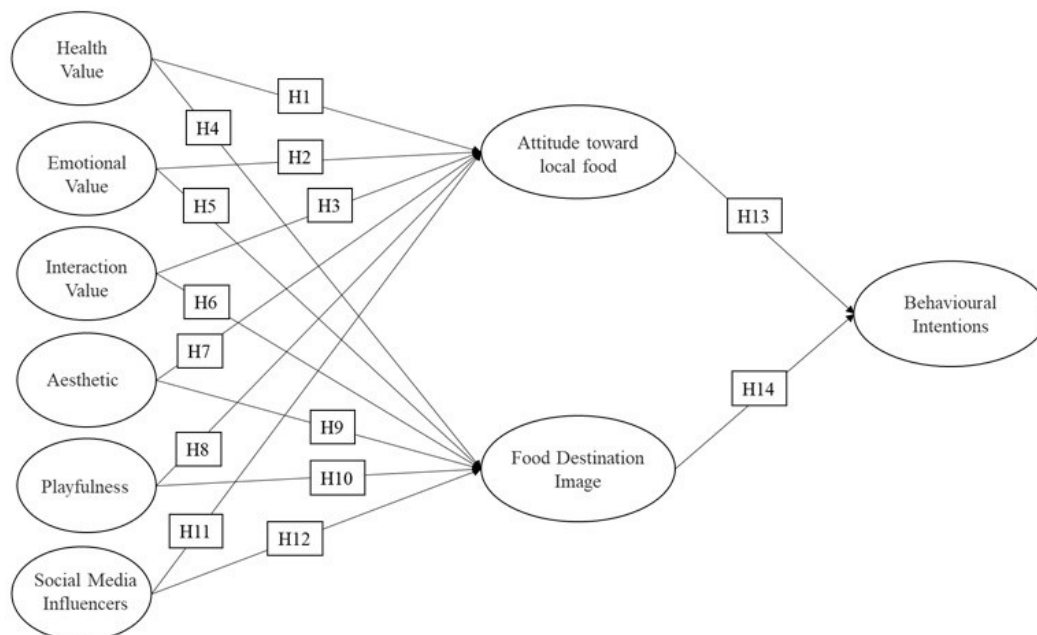 Health
Value
H1
H4
Emotional
Value
H2
Attitude toward
local food
H5
H3
H13
Interaction
Value
H6
Behavioural
Intentions
H7
Aesthetic
H14
H9
H8
Playfulness
H10
Food Destination
Image
H11
H12
Social Media
Influencers